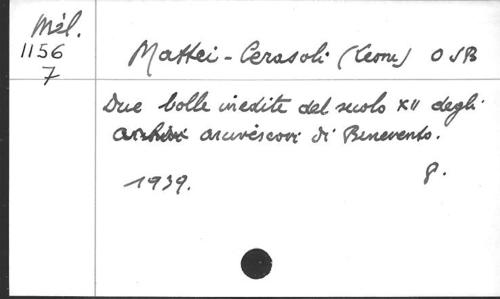 Mél.
1156
7
Mattei-Cerasoli (Leone) OSB
Due bolle inedite del secolo XII degli
arcivescovi di Benevento.
1939. 8.